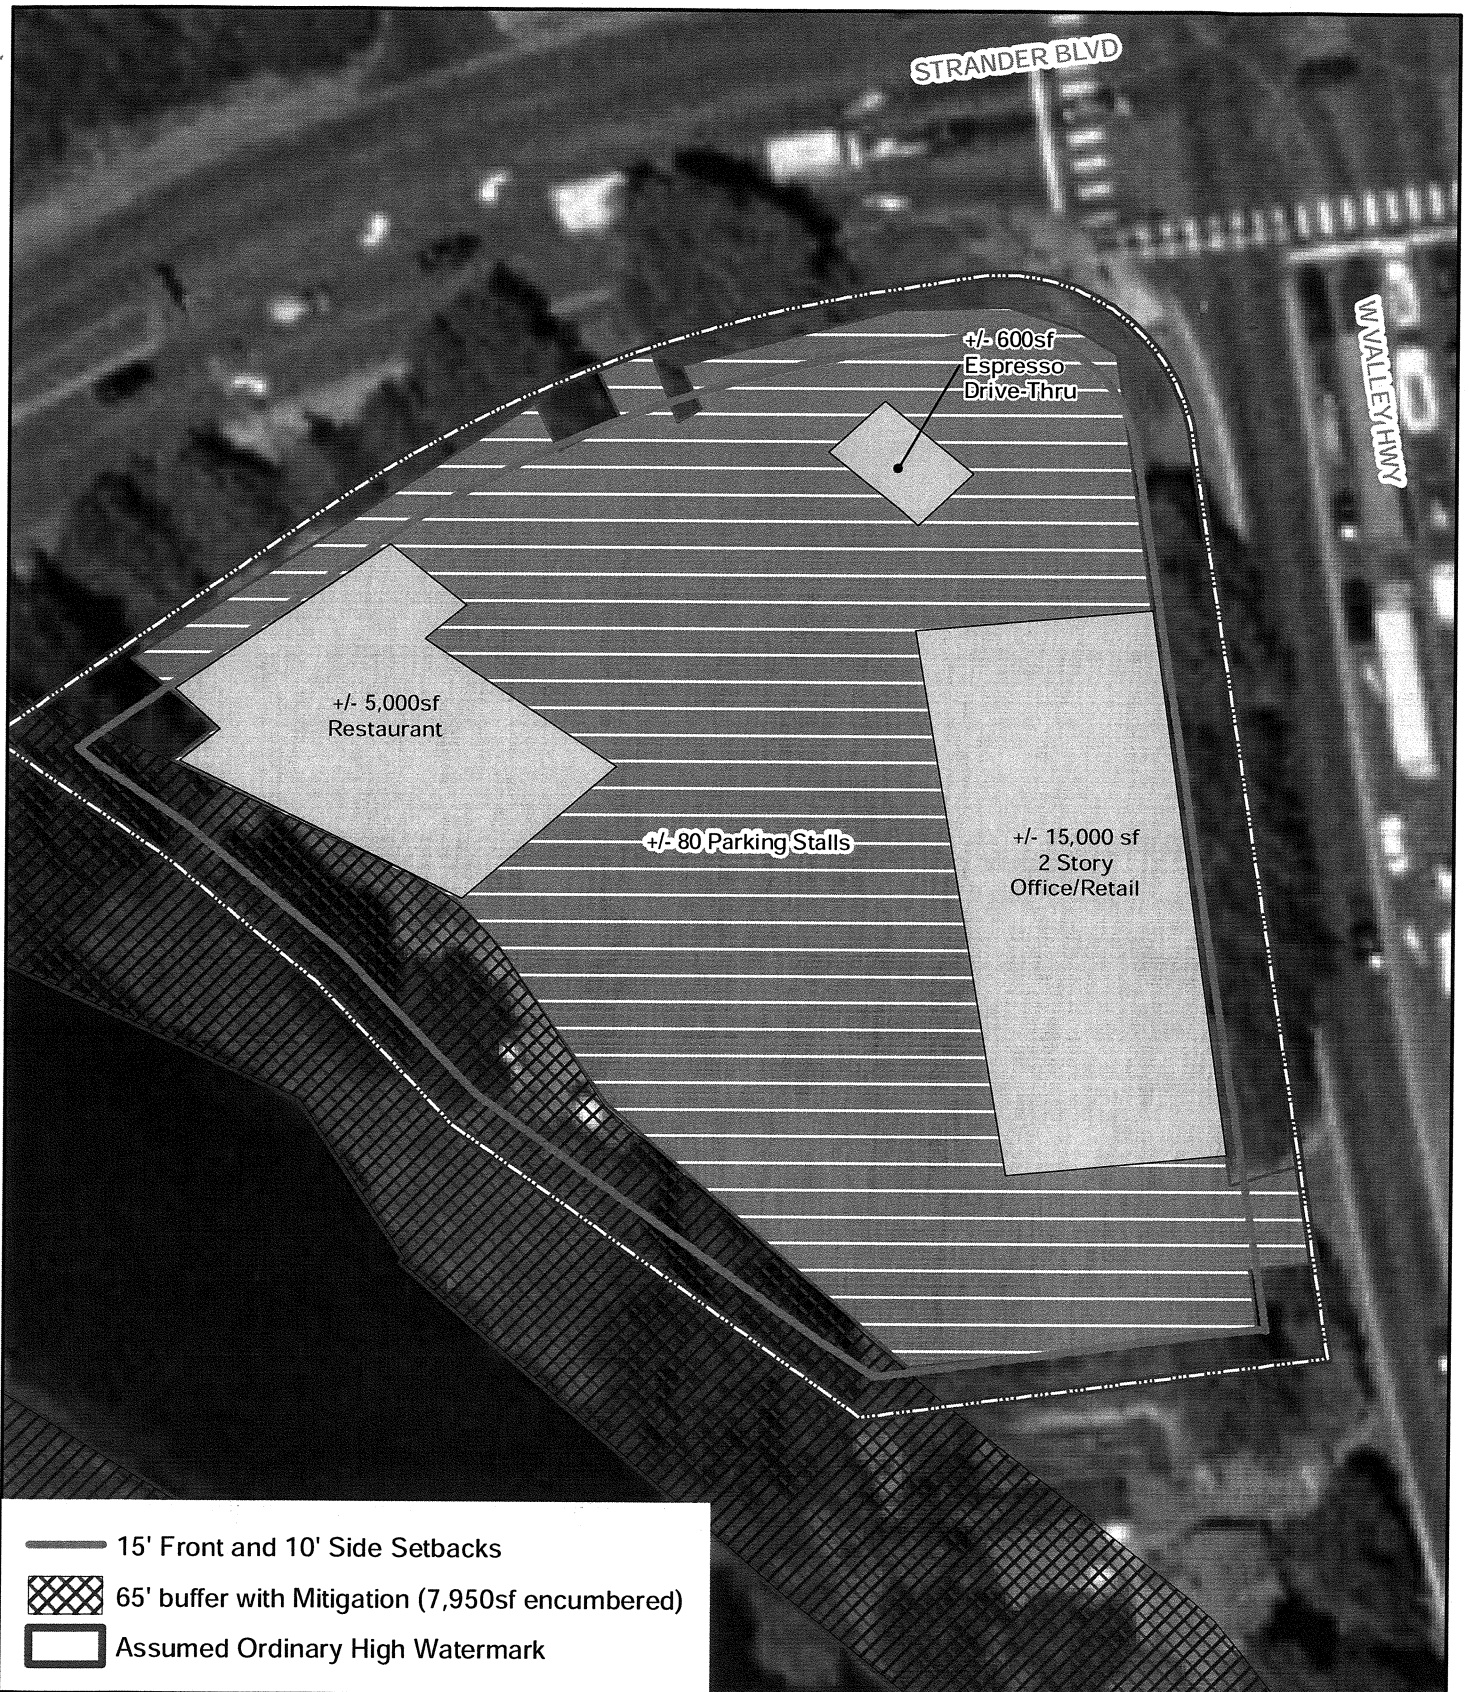 STRANDER BLVD
W VALLEY HWY
+/- 600sf
Espresso
Drive-Thru
+/- 5,000sf
Restaurant
+/- 80 Parking Stalls
+/- 15,000 sf
2 Story
Office/Retail
15' Front and 10' Side Setbacks
65' buffer with Mitigation (7,950sf encumbered)
Assumed Ordinary High Watermark